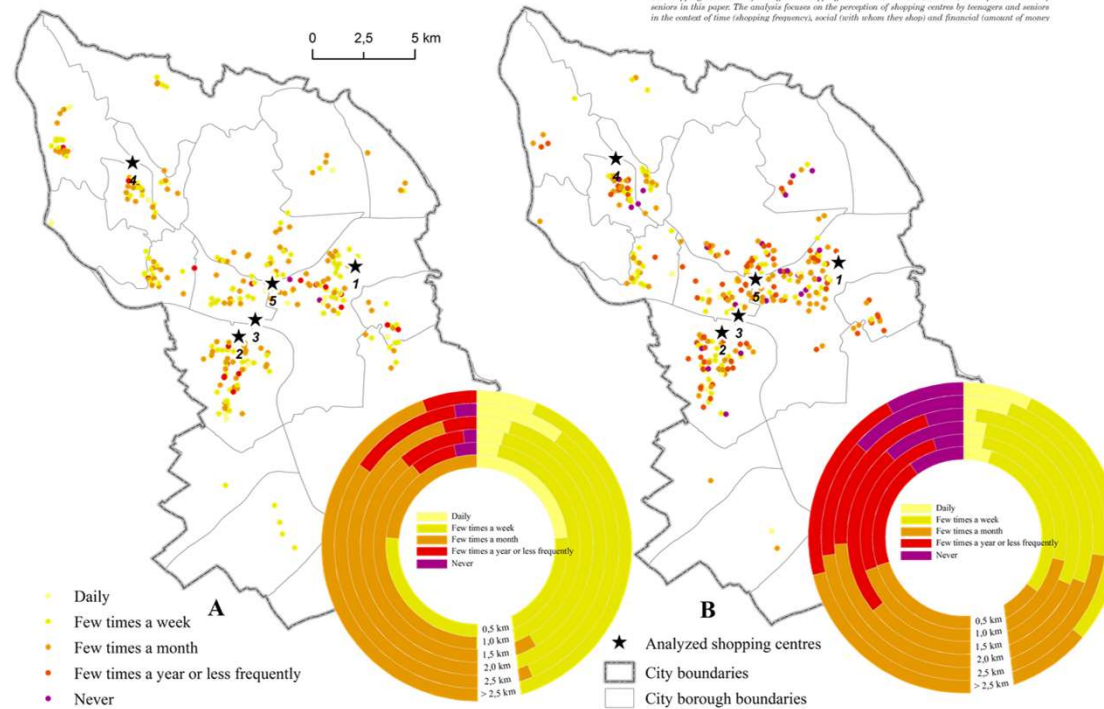 seniors in this paper. The analysis focuses on the perception of shopping centres by teenagers and seniors
in the context of time (shopping frequency), social (with whom they shop) and financial (amount of money
0 2,5 5 km
4
1
5
3
2
4
1
5
3
2
Daily
Few times a week
Few times a month
Few times a year or less frequently
Never
0,5 km
1,0 km
1,5 km
2,0 km
2,5 km
> 2,5 km
Daily
Few times a week
Few times a month
Few times a year or less frequently
Never
0,5 km
1,0 km
1,5 km
2,0 km
2,5 km
> 2,5 km
A
B
Daily
Few times a week
Few times a month
Few times a year or less frequently
Never
Analyzed shopping centres
City boundaries
City borough boundaries